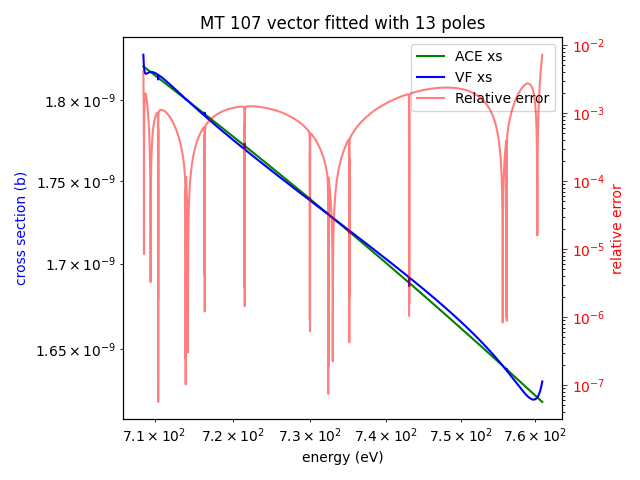 MT 107 vector fitted with 13 poles
ACE xs
VF xs
Relative error
cross section (b)
1.8 × 10⁻⁹
1.75 × 10⁻⁹
1.7 × 10⁻⁹
1.65 × 10⁻⁹
10⁻²
10⁻³
10⁻⁴
10⁻⁵
10⁻⁶
10⁻⁷
relative error
7.1 × 10² 7.2 × 10² 7.3 × 10² 7.4 × 10² 7.5 × 10² 7.6 × 10²
energy (eV)